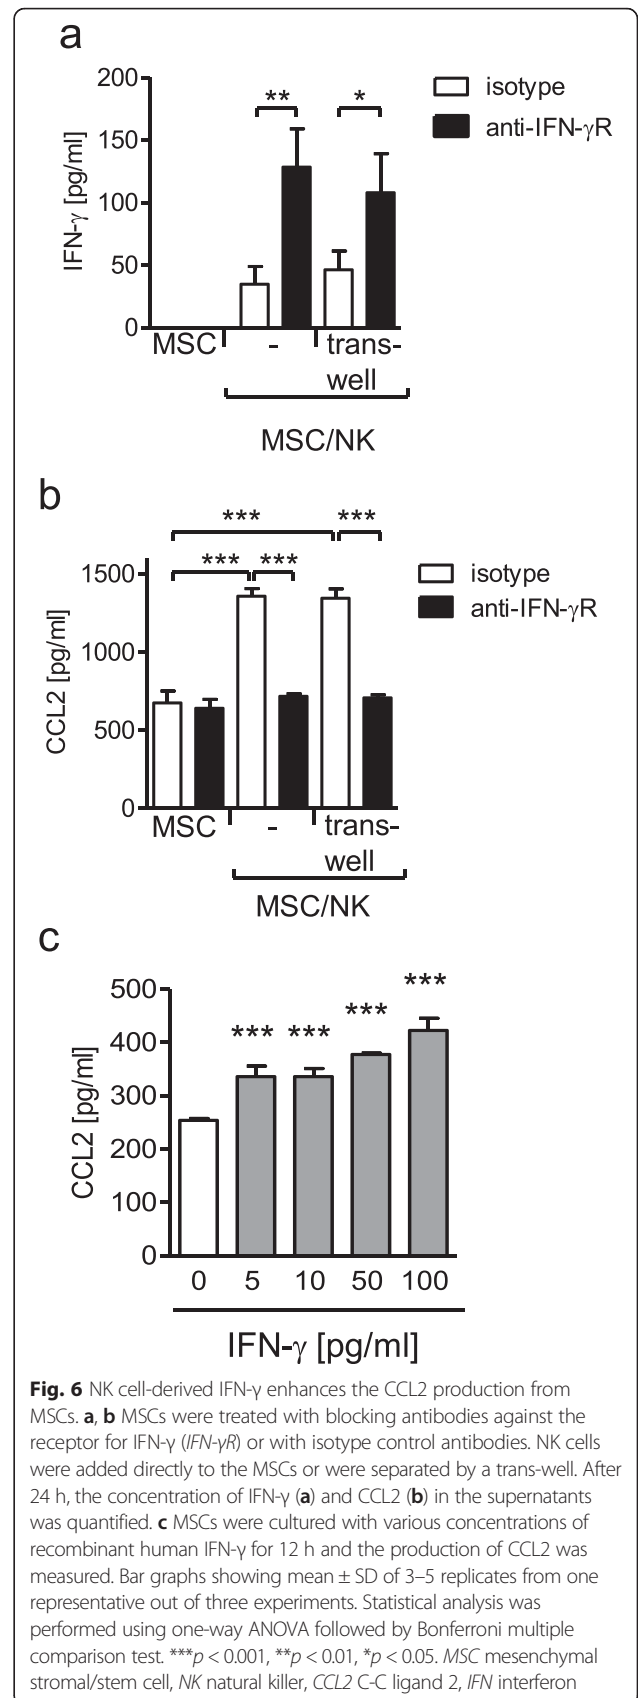 a
200
150
100
50
0
IFN-γ [pg/ml]
** *
isotype
anti-IFN-γR
MSC - trans-
well
MSC/NK
b
*** ***
*** ***
1500
1000
500
0
CCL2 [pg/ml]
isotype
anti-IFN-γR
MSC - trans-
well
MSC/NK
c
500
400
300
200
100
0
CCL2 [pg/ml]
*** *** *** ***
0 5 10 50 100
IFN-γ [pg/ml]
Fig. 6 NK cell-derived IFN-γ enhances the CCL2 production from
MSCs. a, b MSCs were treated with blocking antibodies against the
receptor for IFN-γ (IFN-γR) or with isotype control antibodies. NK cells
were added directly to the MSCs or were separated by a trans-well. After
24 h, the concentration of IFN-γ (a) and CCL2 (b) in the supernatants
was quantified. c MSCs were cultured with various concentrations of
recombinant human IFN-γ for 12 h and the production of CCL2 was
measured. Bar graphs showing mean ± SD of 3–5 replicates from one
representative out of three experiments. Statistical analysis was
performed using one-way ANOVA followed by Bonferroni multiple
comparison test. ***p < 0.001, **p < 0.01, *p < 0.05. MSC mesenchymal
stromal/stem cell, NK natural killer, CCL2 C-C ligand 2, IFN interferon